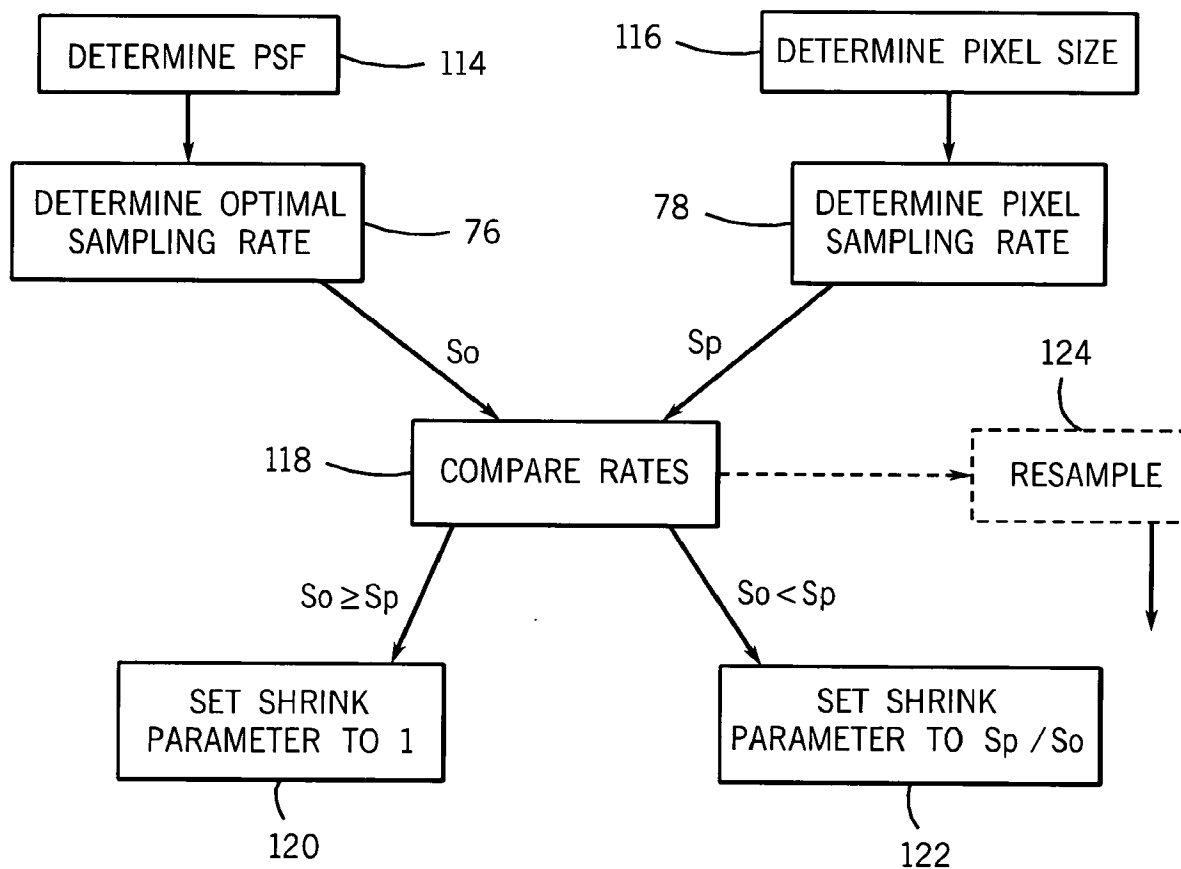 DETERMINE PSF
114
116
DETERMINE PIXEL SIZE
DETERMINE OPTIMAL
SAMPLING RATE
76
78
DETERMINE PIXEL
SAMPLING RATE
So
Sp
124
118
COMPARE RATES
RESAMPLE
So ≥ Sp
So < Sp
SET SHRINK
PARAMETER TO 1
SET SHRINK
PARAMETER TO Sp / So
120
122